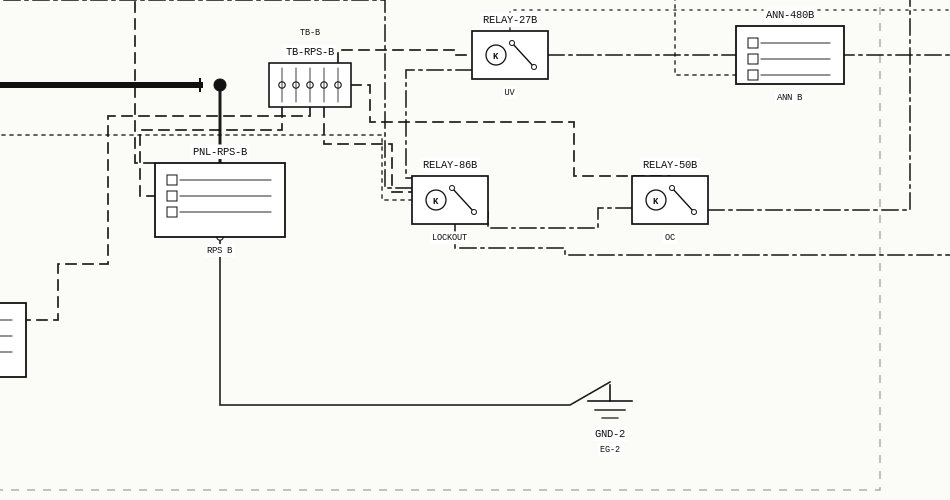 RELAY-27B
K
UV
ANN-480B
ANN B
TB-B
TB-RPS-B
PNL-RPS-B
RPS B
RELAY-86B
K
LOCKOUT
RELAY-50B
K
OC
GND-2
EG-2